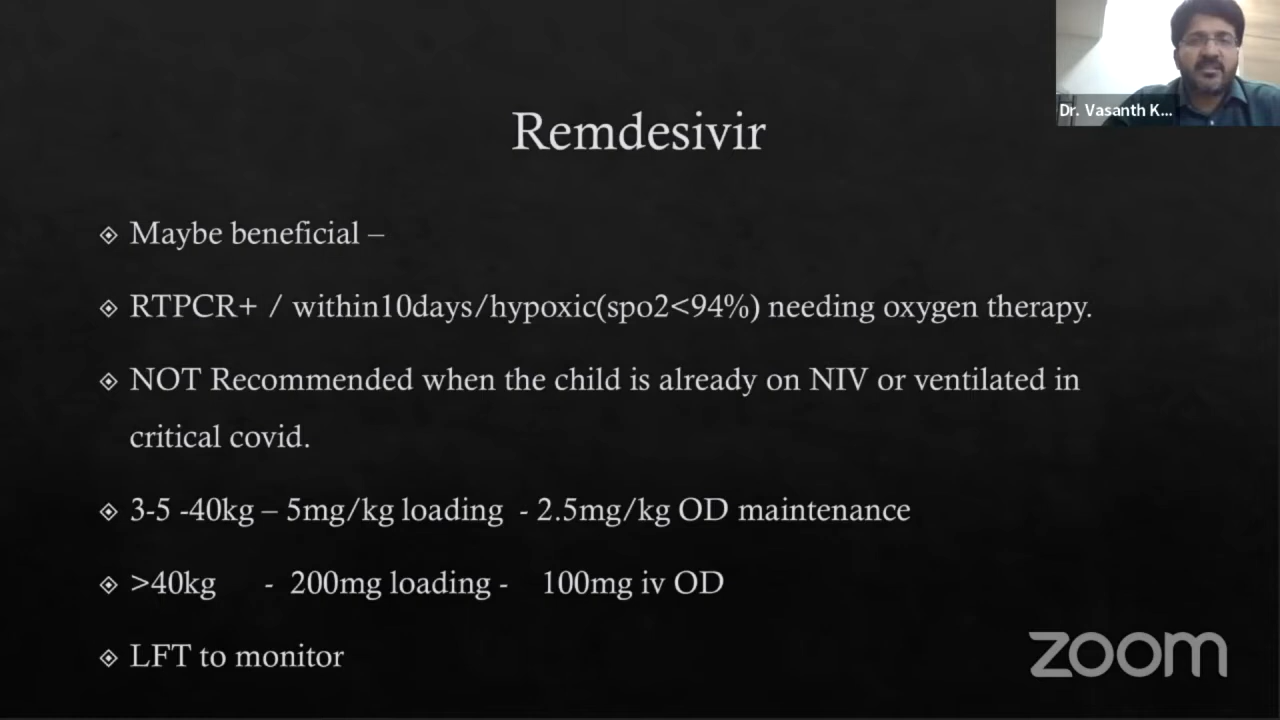 Dr. Vasanth K...
Remdesivir
Maybe beneficial –
RTPCR+ / within10days/hypoxic(spo2<94%) needing oxygen therapy.
NOT Recommended when the child is already on NIV or ventilated in
critical covid.
3-5 -40kg – 5mg/kg loading - 2.5mg/kg OD maintenance
>40kg - 200mg loading - 100mg iv OD
LFT to monitor
zoom